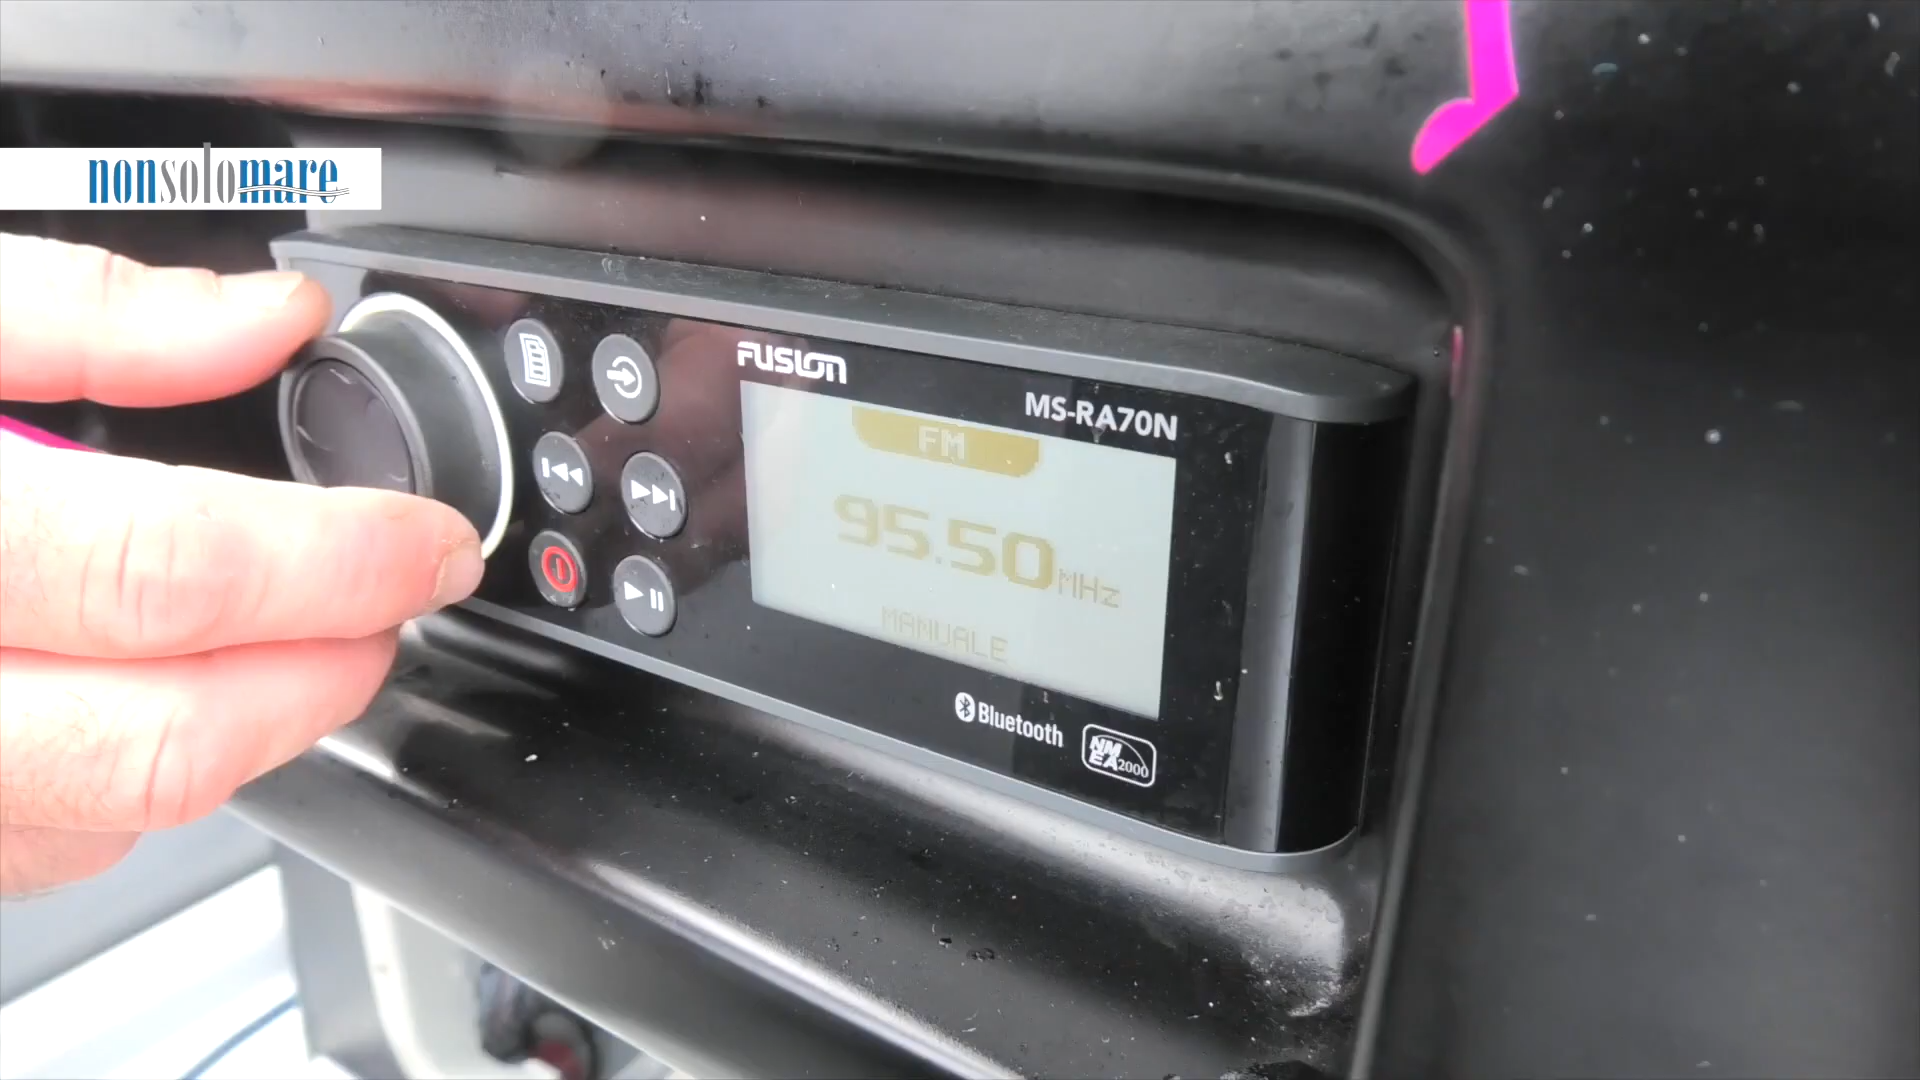 nonsolomare
FUSION
MS-RA70N
FM
95.50 MHz
MANUALE
Bluetooth
NMEA 2000